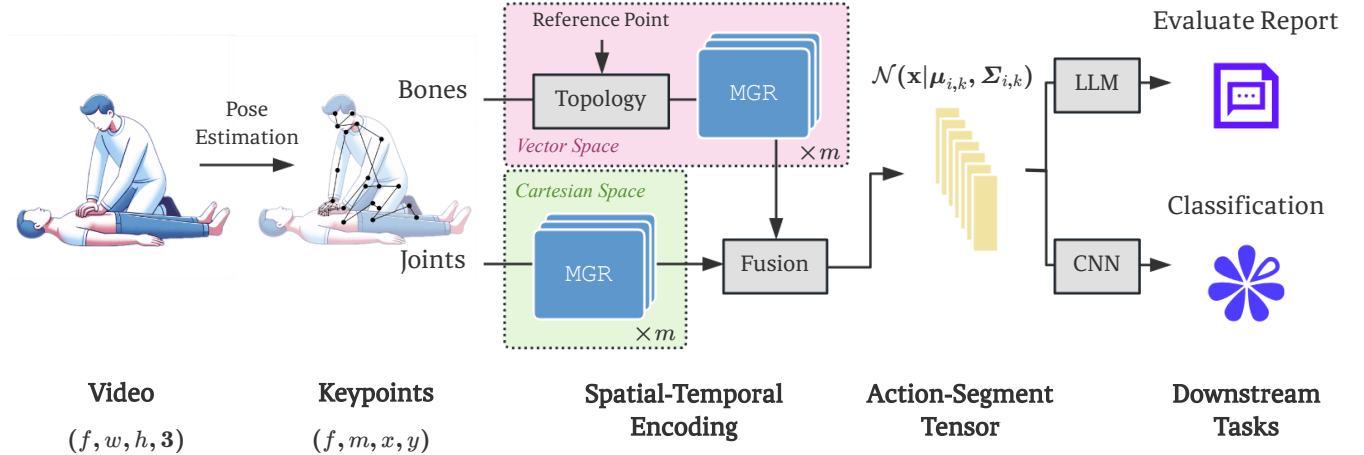 Pose
Estimation
Bones
Joints
Reference Point
Topology
MGR
Vector Space
×m
Cartesian Space
MGR
×m
Fusion
𝒩(x|μ_{i,k}, Σ_{i,k})
LLM
CNN
Evaluate Report
Classification
Video
(f, w, h, 3)
Keypoints
(f, m, x, y)
Spatial-Temporal
Encoding
Action-Segment
Tensor
Downstream
Tasks